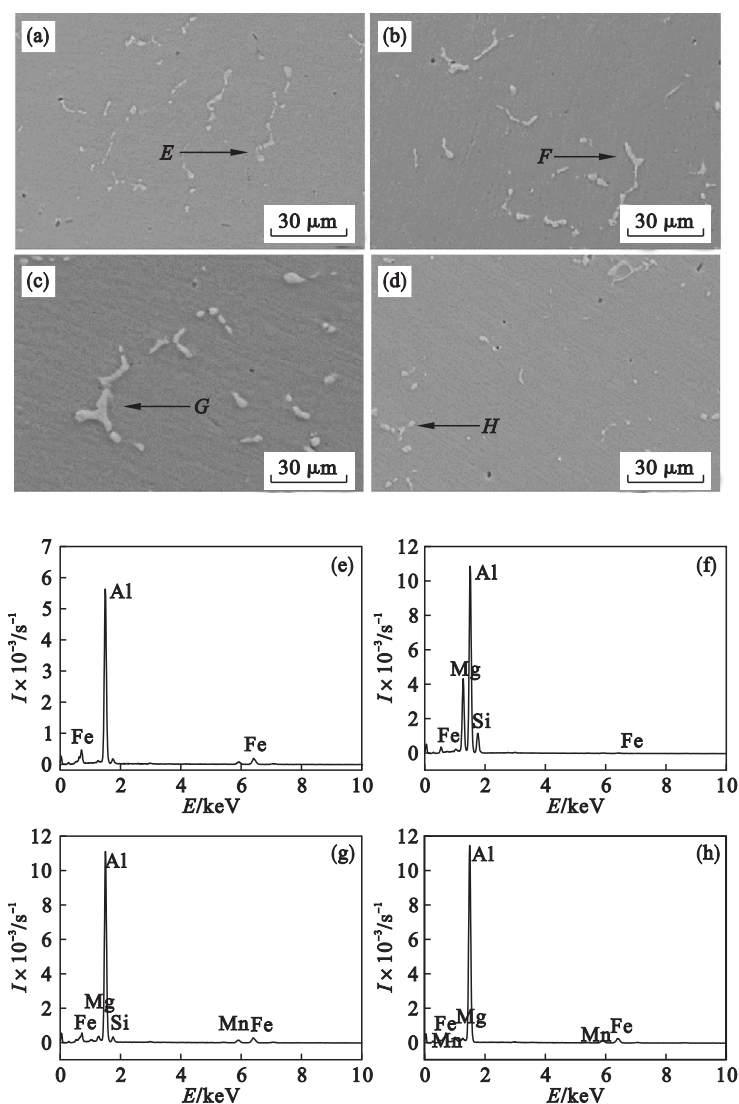 (a)
E
30 μm
(b)
F
30 μm
(c)
G
30 μm
(d)
H
30 μm
(e)
7
6
5
4
3
2
1
0
I × 10⁻³/s⁻¹
Al
Fe
Fe
0 2 4 6 8 10
E/keV
(f)
12
10
8
6
4
2
0
I × 10⁻³/s⁻¹
Al
Mg
Si
Fe
Fe
0 2 4 6 8 10
E/keV
(g)
12
10
8
6
4
2
0
I × 10⁻³/s⁻¹
Al
Mg
Fe Si
Mn Fe
0 2 4 6 8 10
E/keV
(h)
12
10
8
6
4
2
0
I × 10⁻³/s⁻¹
Al
Fe Mg
Mn
Mn Fe
0 2 4 6 8 10
E/keV